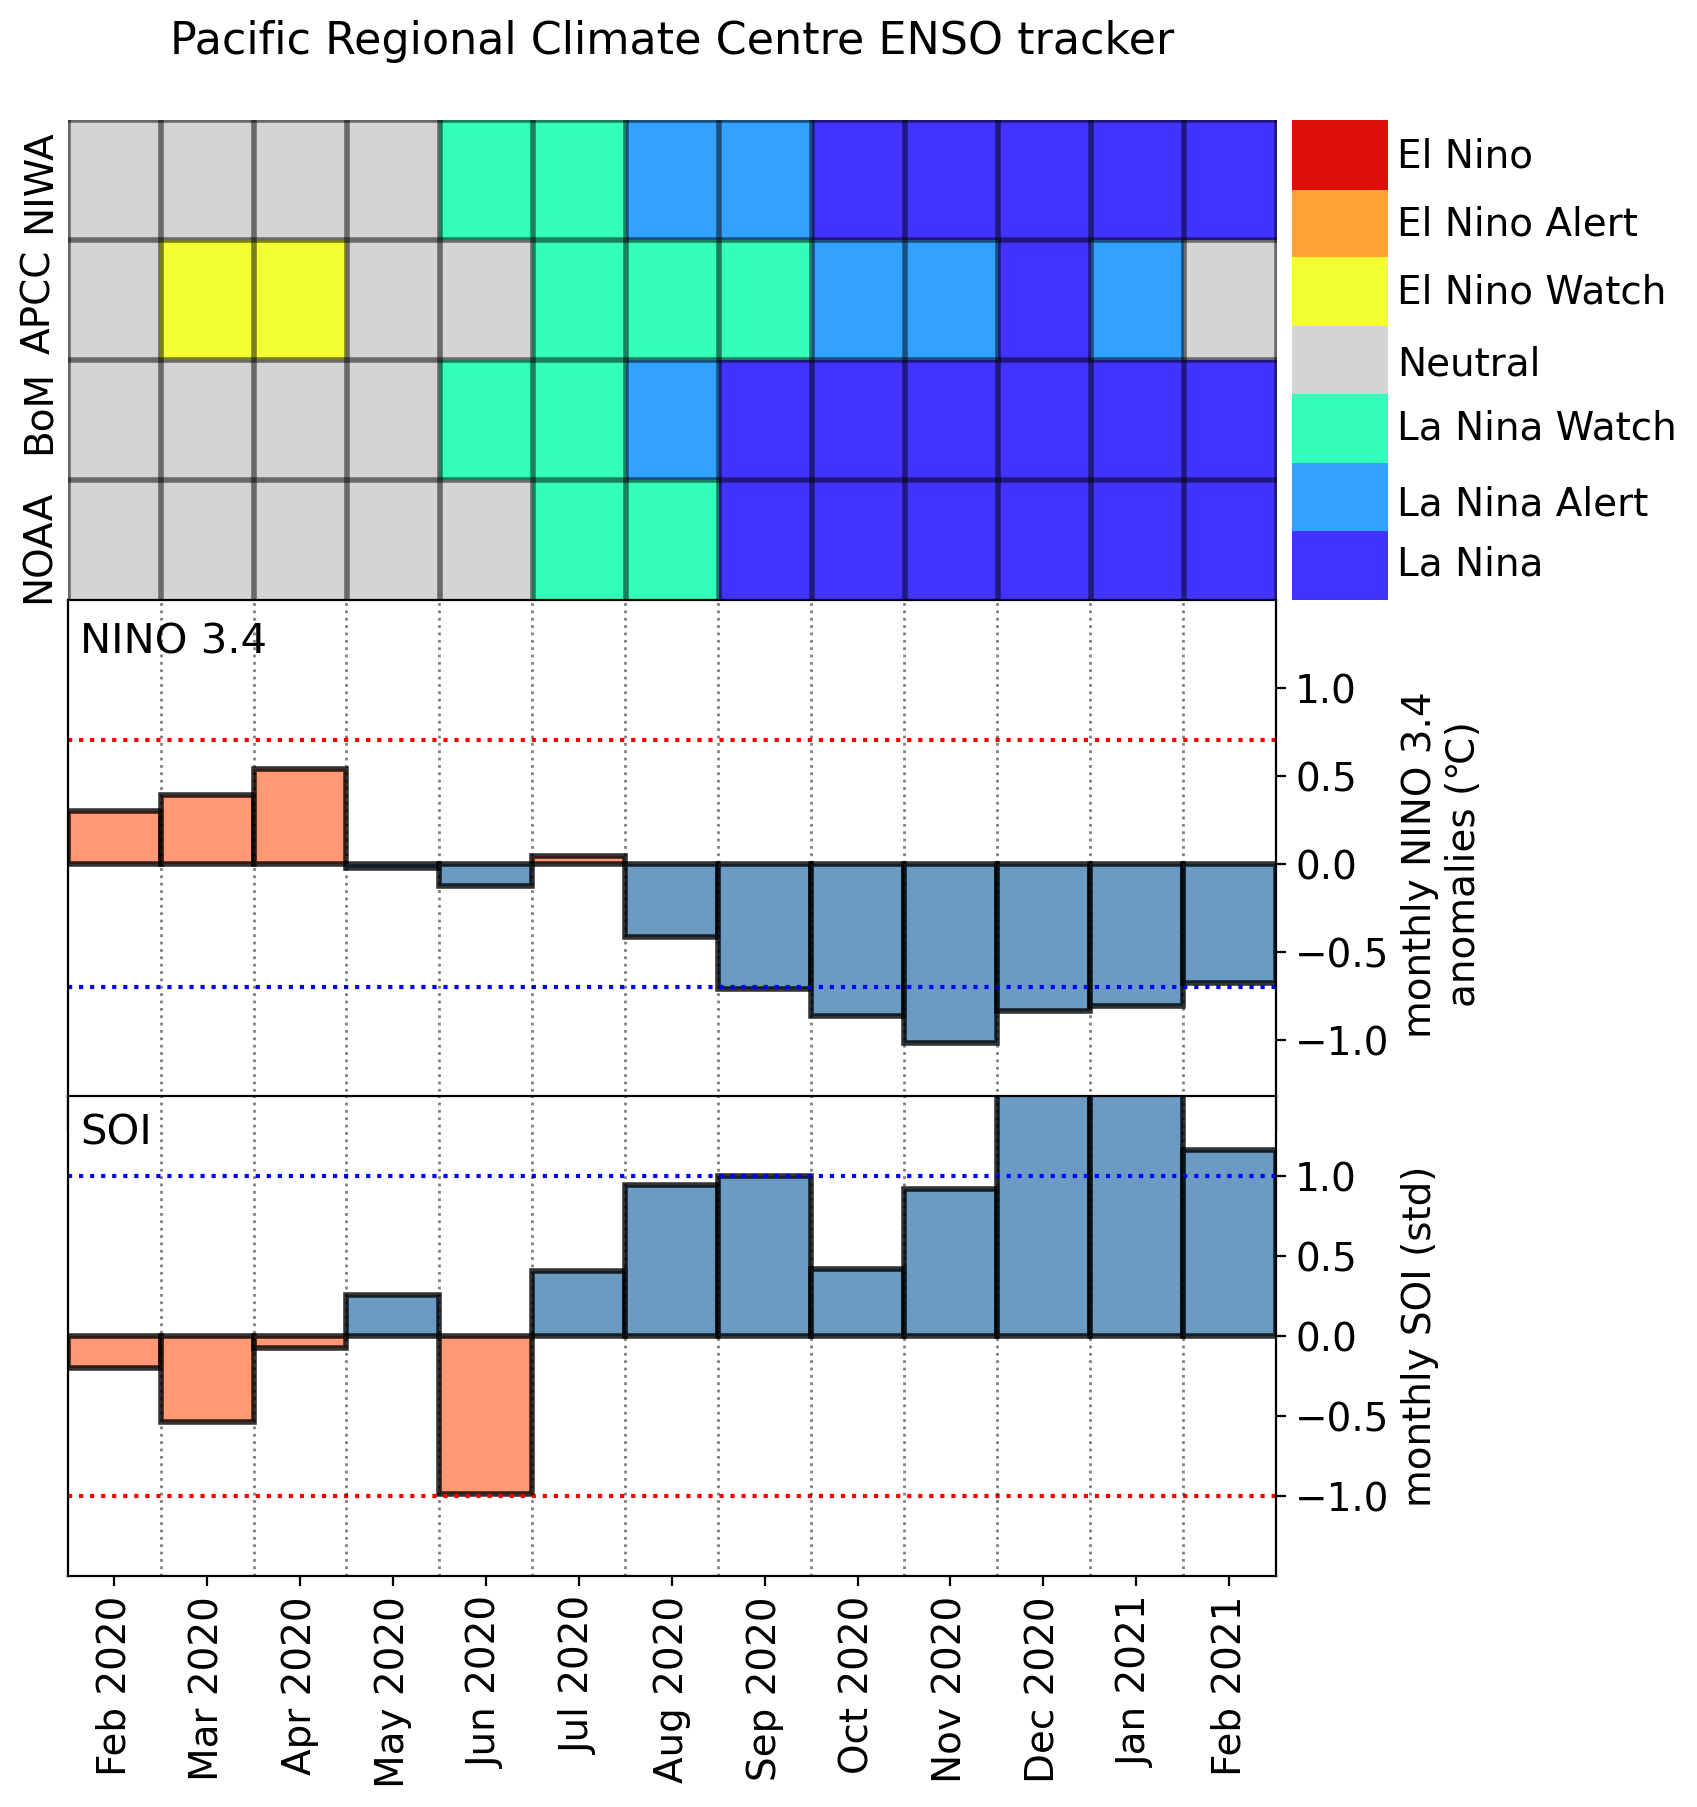 Pacific Regional Climate Centre ENSO tracker
NIWA
APCC
BoM
NOAA
El Nino
El Nino Alert
El Nino Watch
Neutral
La Nina Watch
La Nina Alert
La Nina
NINO 3.4
1.0
0.5
0.0
−0.5
−1.0
monthly NINO 3.4
anomalies (°C)
SOI
1.0
0.5
0.0
−0.5
−1.0
monthly SOI (std)
Feb 2020
Mar 2020
Apr 2020
May 2020
Jun 2020
Jul 2020
Aug 2020
Sep 2020
Oct 2020
Nov 2020
Dec 2020
Jan 2021
Feb 2021